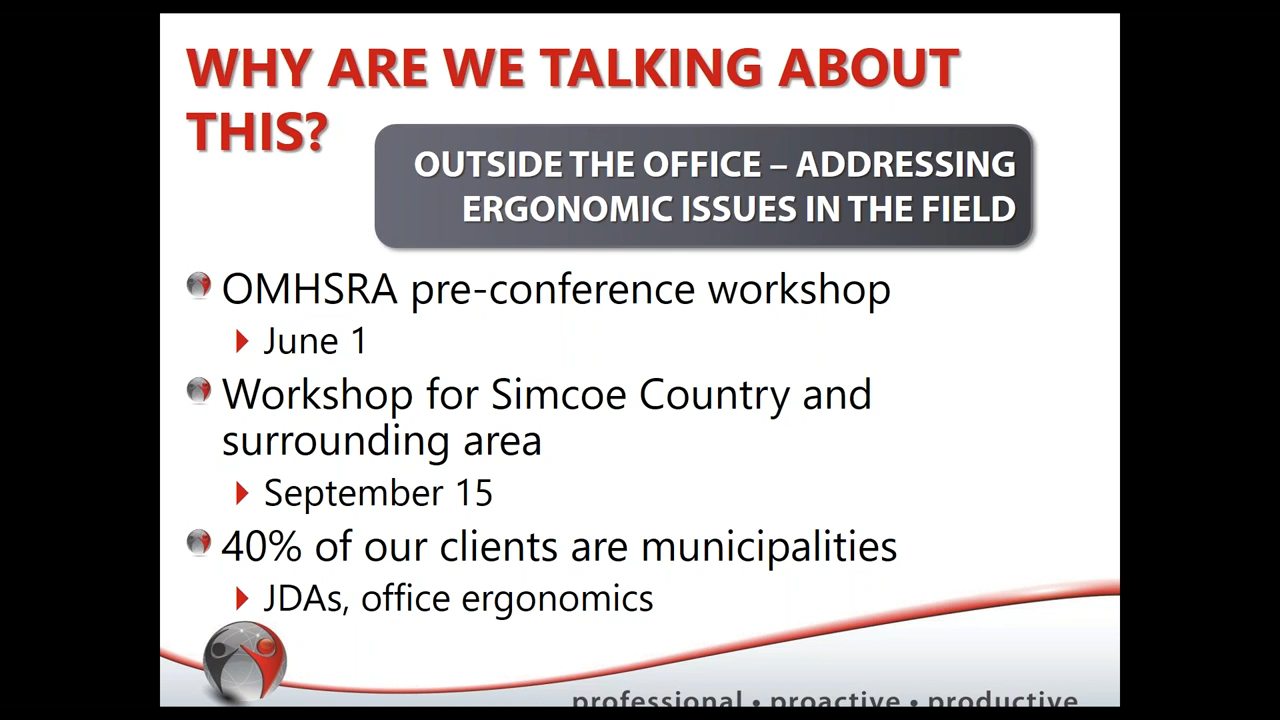 WHY ARE WE TALKING ABOUT
THIS?
OUTSIDE THE OFFICE – ADDRESSING
ERGONOMIC ISSUES IN THE FIELD
OMHSRA pre-conference workshop
June 1
Workshop for Simcoe Country and
surrounding area
September 15
40% of our clients are municipalities
JDAs, office ergonomics
professional • proactive • productive